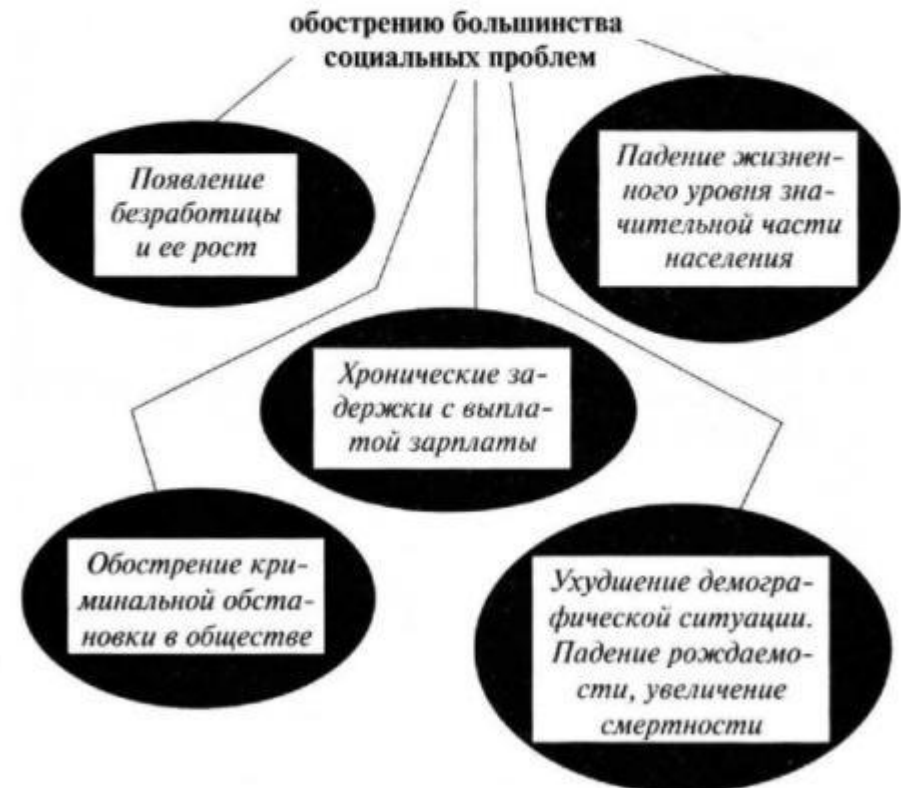 обострению большинства
социальных проблем
Появление
безработицы
и ее рост
Падение жизнен-
ного уровня зна-
чительной части
населения
Хронические за-
держки с выпла-
той зарплаты
Обострение кри-
минальной обста-
новки в обществе
Ухудшение демогра-
фической ситуации.
Падение рождаемо-
сти, увеличение
смертности